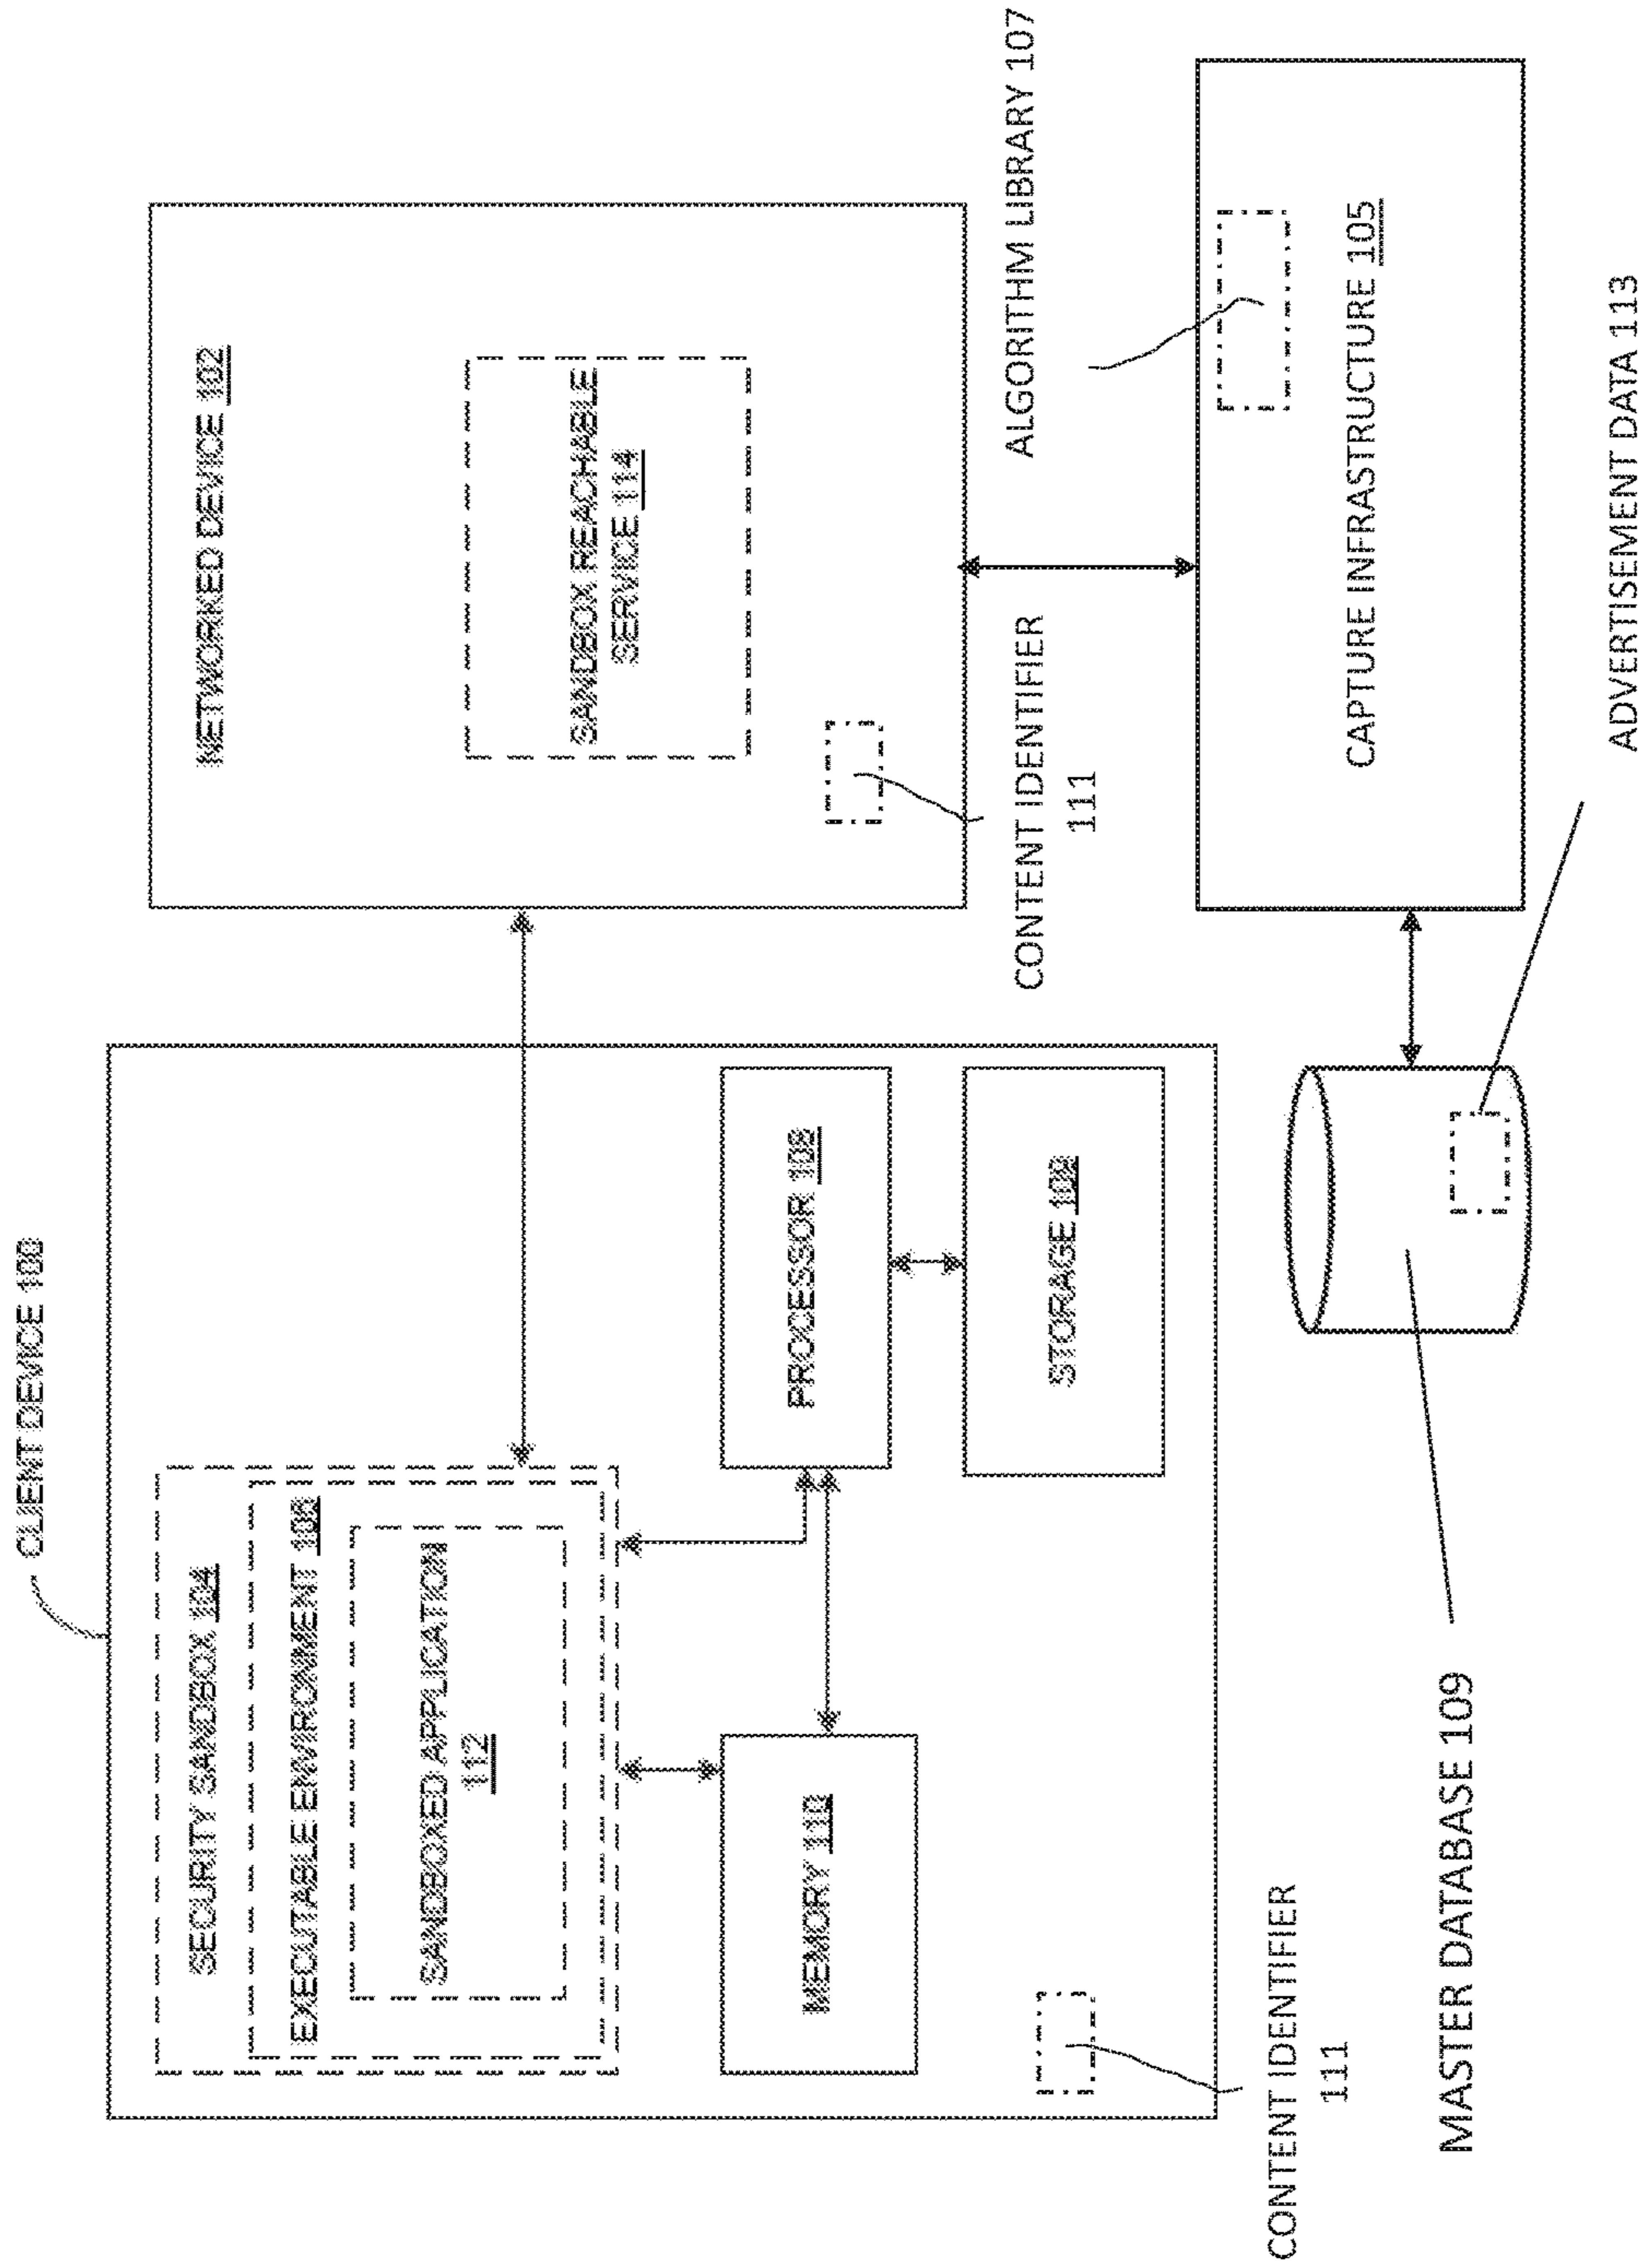 CLIENT DEVICE 100
SECURITY SANDBOX 104
EXECUTABLE ENVIRONMENT 106
SANDBOXED APPLICATION
112
MEMORY 110
PROCESSOR 108
STORAGE 109
CONTENT IDENTIFIER
111
NETWORKED DEVICE 102
SANDBOX REACHABLE
SERVICE 114
CONTENT IDENTIFIER
111
ALGORITHM LIBRARY 107
CAPTURE INFRASTRUCTURE 105
MASTER DATABASE 109
ADVERTISEMENT DATA 113